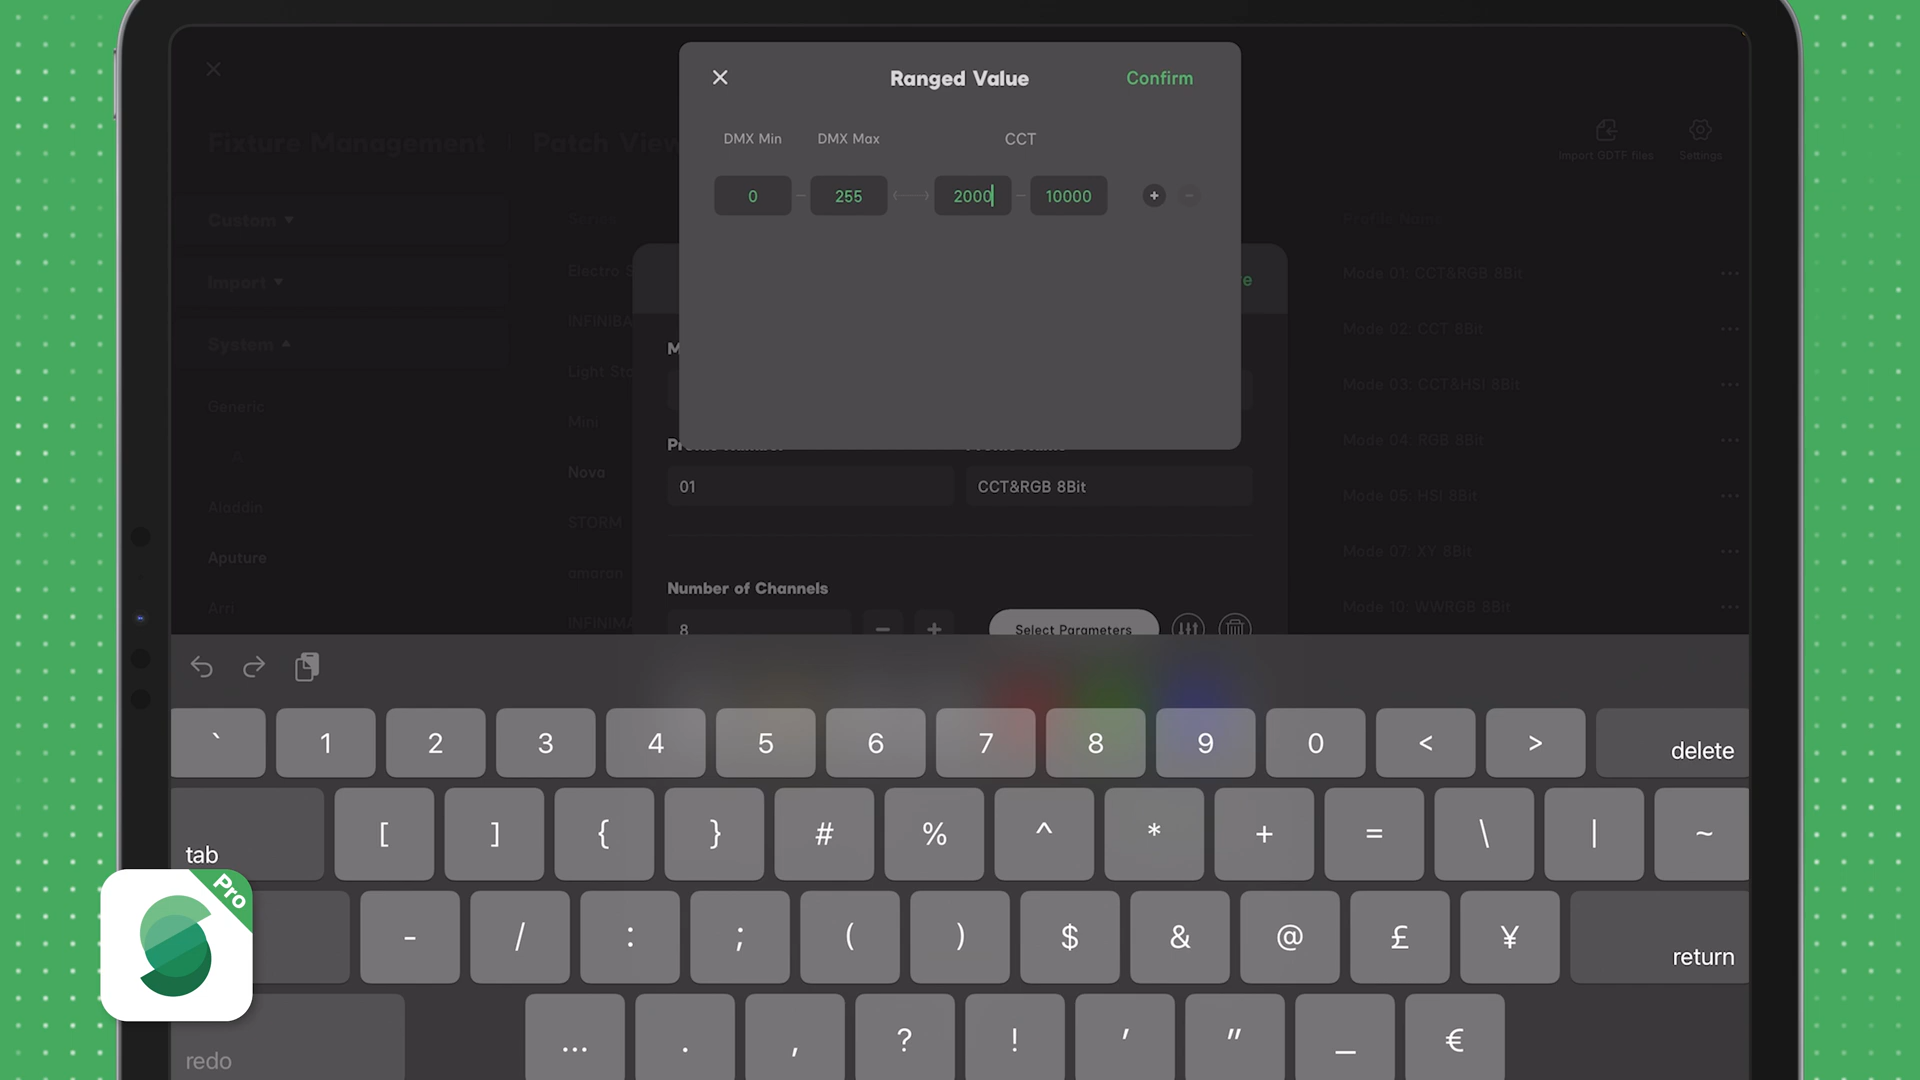 Ranged Value
Confirm
DMX Min
DMX Max
CCT
0 – 255
2000 – 10000
+ −
Fixture Management
Patch View
Import GDTF files
Settings
Custom
Import
System
Generic
&
Aladdin
Aputure
Arri
Series
Light
Mini
Nova
STORM
amaran
Profile Name
Mode 01: CCT&RGB 8Bit
Mode 02: CCT 8Bit
Mode 03: CCT&HSI 8Bit
Mode 04: RGB 8Bit
Mode 05: HSI 8Bit
Mode 07: XY 8Bit
Mode 10: WWRGB 8Bit
01
CCT&RGB 8Bit
Number of Channels
8
Select Parameters
` 1 2 3 4 5 6 7 8 9 0 < > delete
tab [ ] { } # % ^ * + = \ | ~
- / : ; ( ) $ & @ £ ¥ return
redo ... . , ? ! ' " _ €
Pro